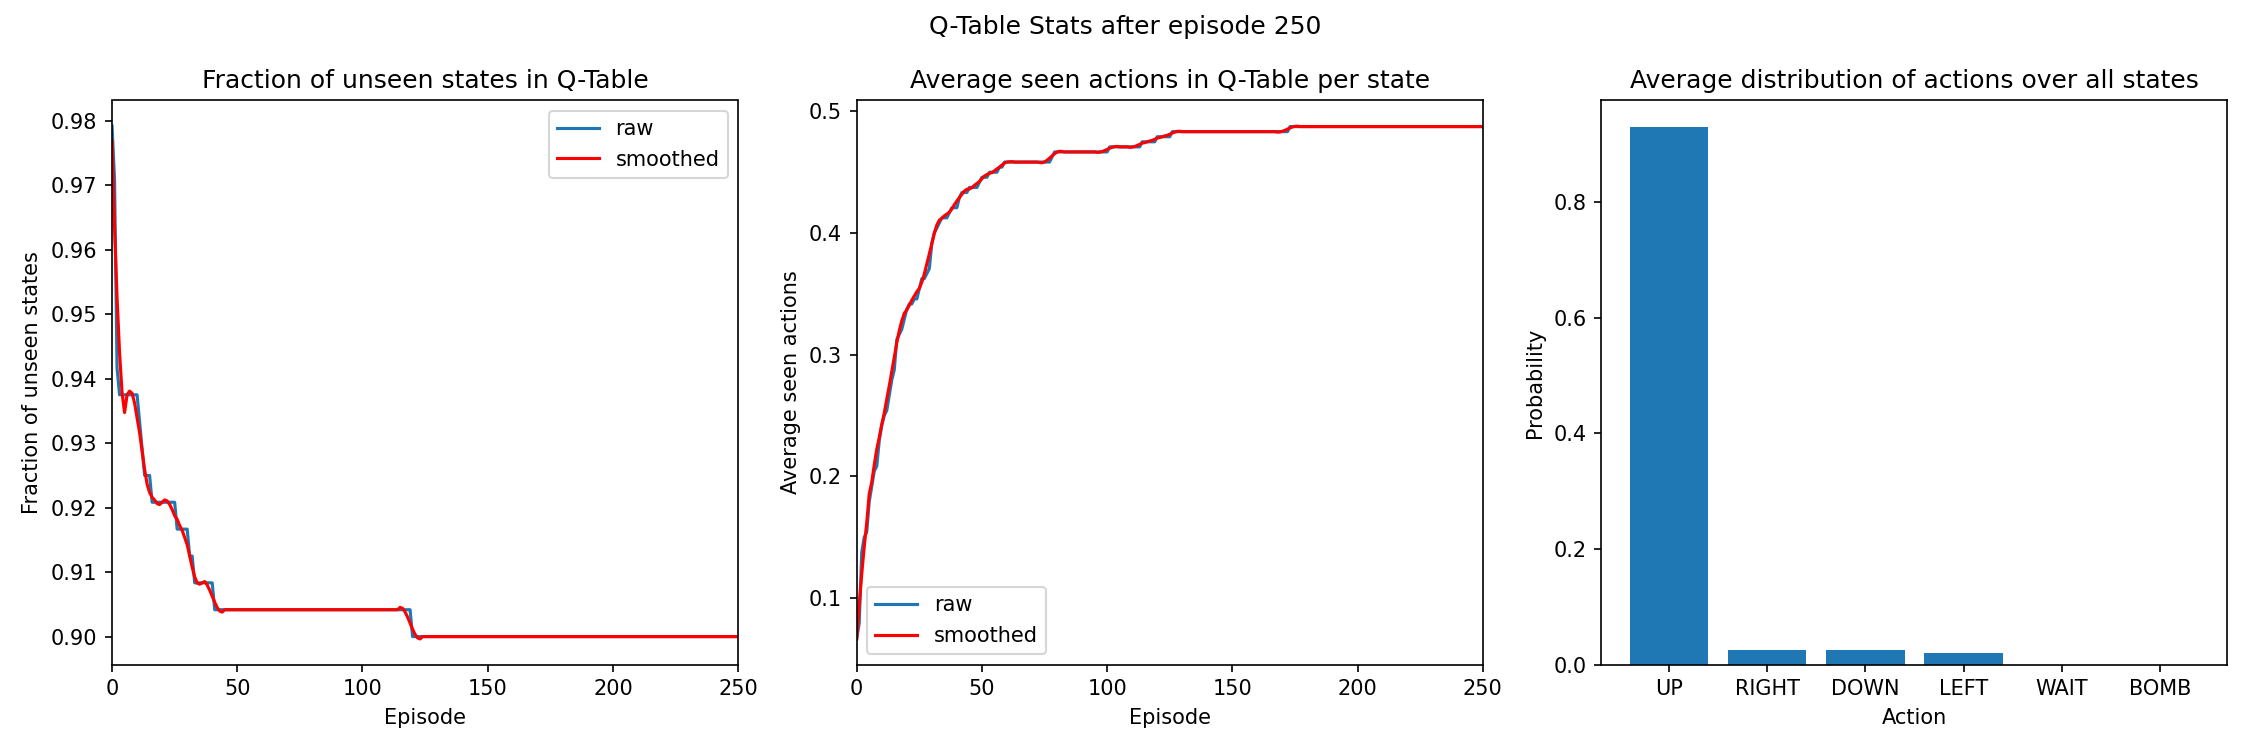 Q-Table Stats after episode 250
Fraction of unseen states in Q-Table
Fraction of unseen states
0.98
0.97
0.96
0.95
0.94
0.93
0.92
0.91
0.90
raw
smoothed
0 50 100 150 200 250
Episode
Average seen actions in Q-Table per state
Average seen actions
0.5
0.4
0.3
0.2
0.1
raw
smoothed
0 50 100 150 200 250
Episode
Average distribution of actions over all states
Probability
0.8
0.6
0.4
0.2
0.0
UP RIGHT DOWN LEFT WAIT BOMB
Action